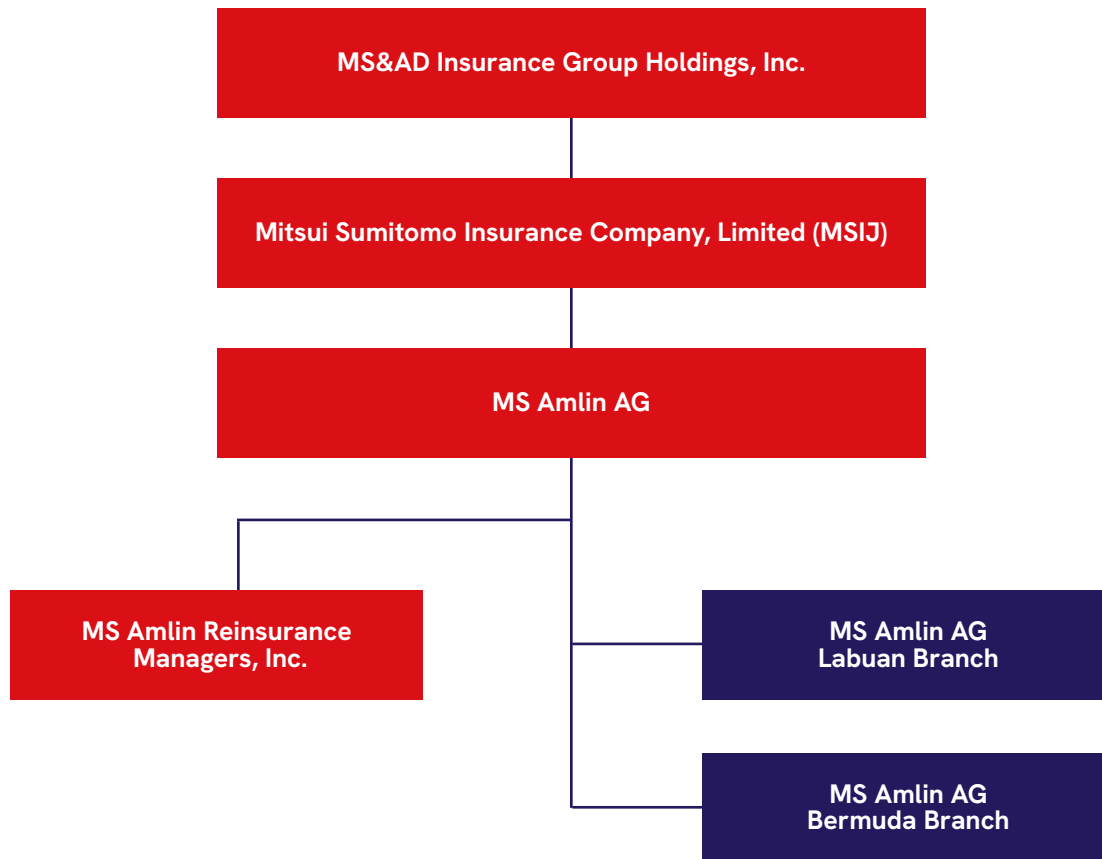 MS&AD Insurance Group Holdings, Inc.
Mitsui Sumitomo Insurance Company, Limited (MSIJ)
MS Amlin AG
MS Amlin Reinsurance
Managers, Inc.
MS Amlin AG
Labuan Branch
MS Amlin AG
Bermuda Branch